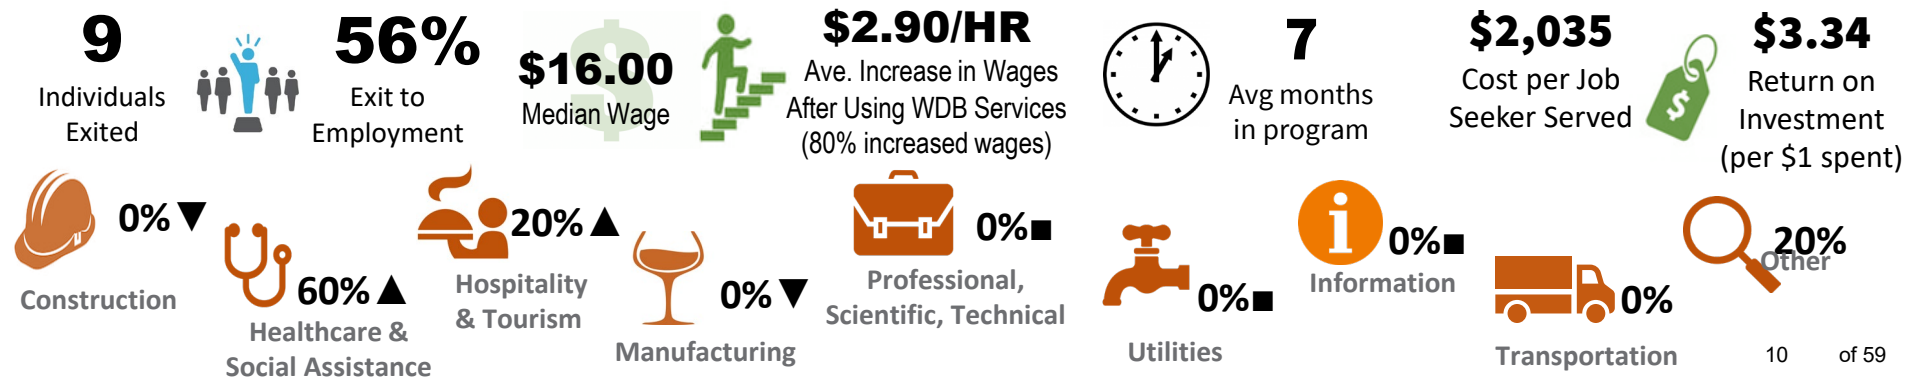 9
Individuals
Exited
56%
Exit to
Employment
$16.00
Median Wage
$2.90/HR
Ave. Increase in Wages
After Using WDB Services
(80% increased wages)
7
Avg months
in program
$2,035
Cost per Job
Seeker Served
$
$3.34
Return on
Investment
(per $1 spent)
0%▼
Construction
60%▲
Healthcare &
Social Assistance
20%▲
Hospitality
& Tourism
0%▼
Manufacturing
0%■
Professional,
Scientific, Technical
0%■
Utilities
i
0%■
Information
0%
Transportation
20%
Other
10 of 59